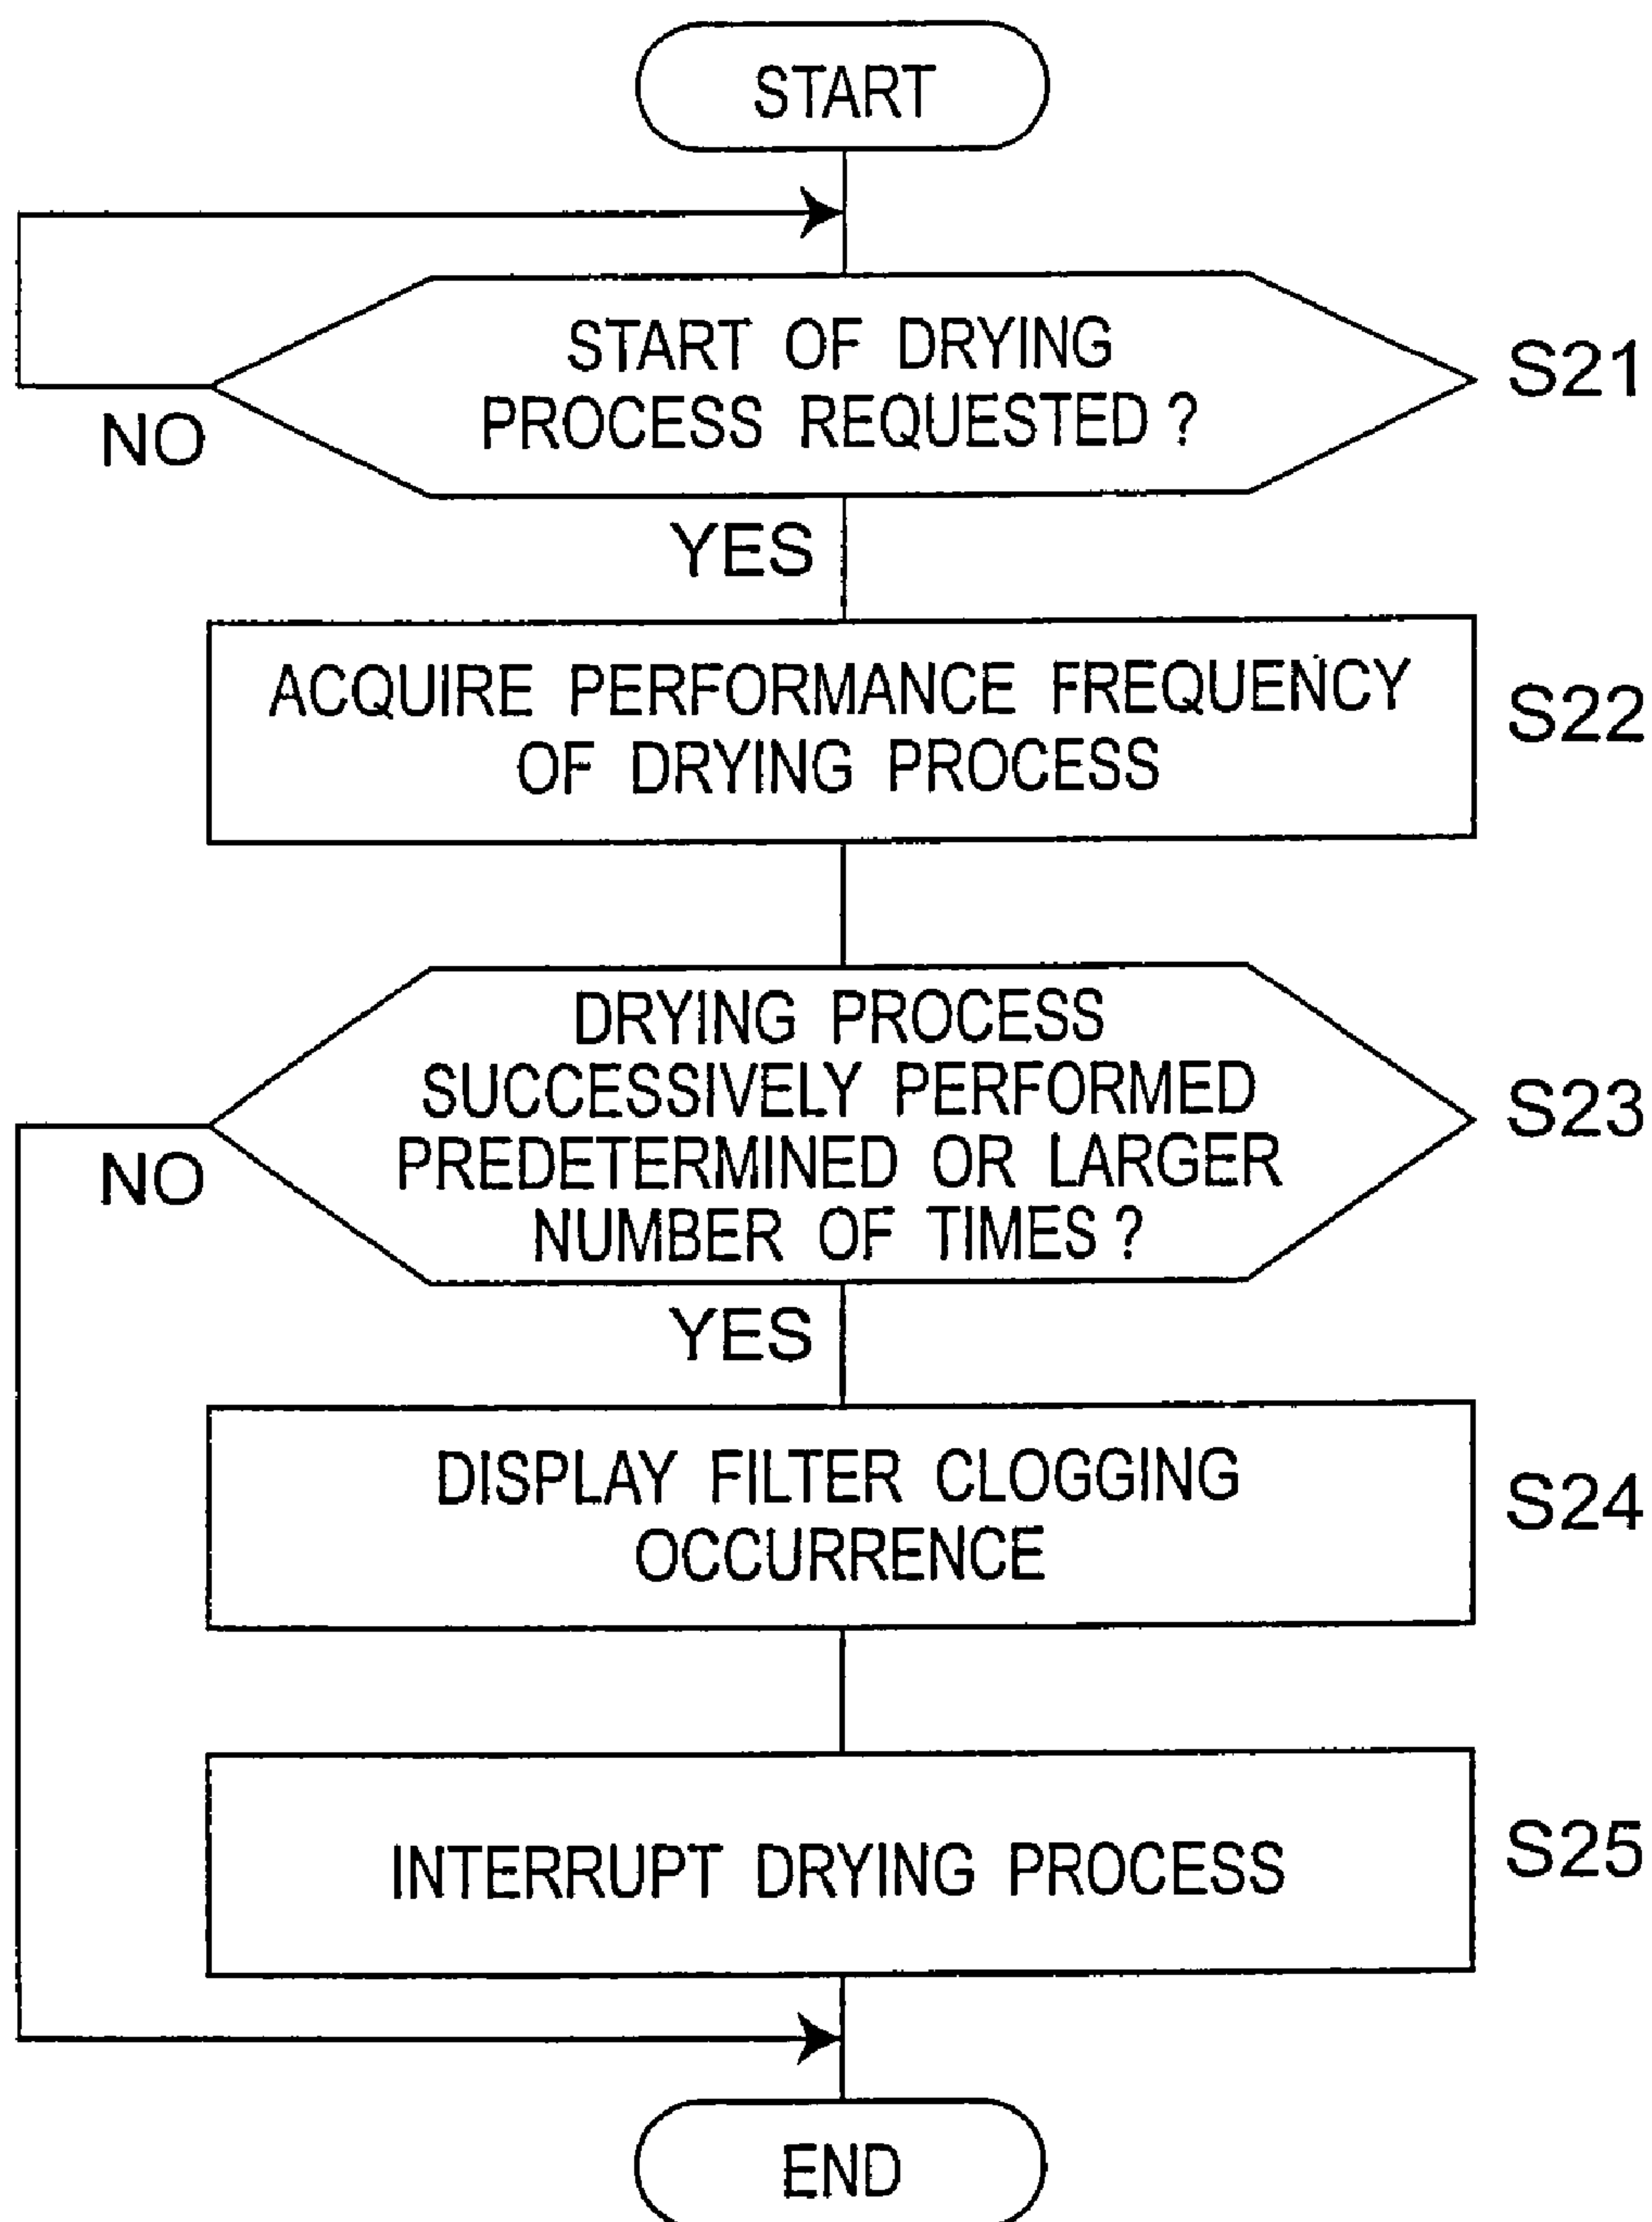 START
START OF DRYING
PROCESS REQUESTED ?
S21
NO
YES
ACQUIRE PERFORMANCE FREQUENCY
OF DRYING PROCESS
S22
DRYING PROCESS
SUCCESSIVELY PERFORMED
PREDETERMINED OR LARGER
NUMBER OF TIMES ?
S23
NO
YES
DISPLAY FILTER CLOGGING
OCCURRENCE
S24
INTERRUPT DRYING PROCESS
S25
END